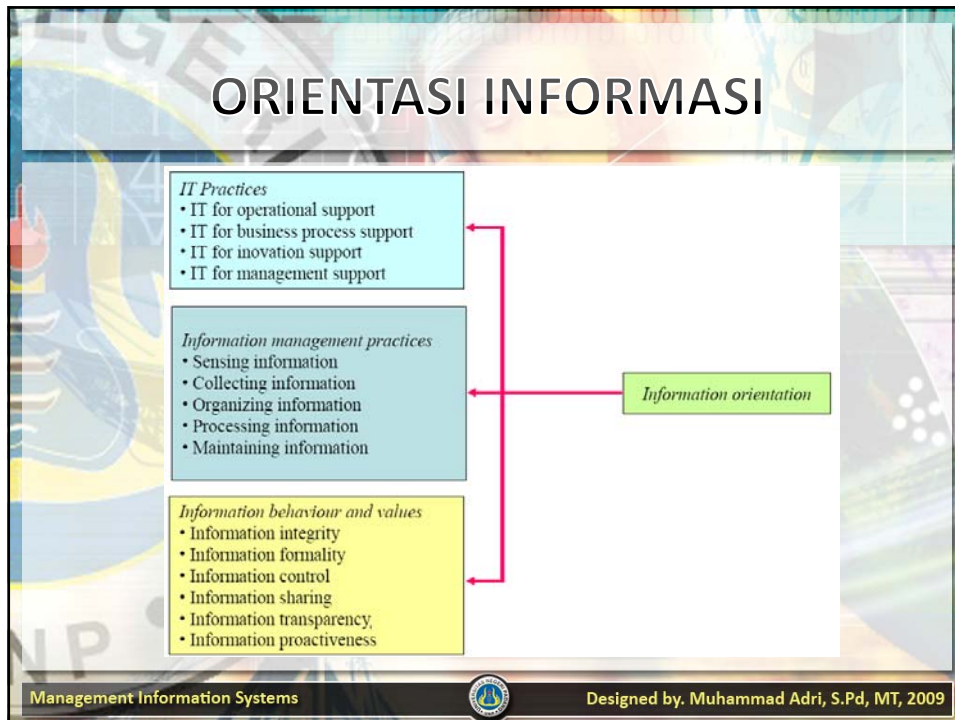 ORIENTASI INFORMASI
IT Practices
• IT for operational support
• IT for business process support
• IT for inovation support
• IT for management support
Information management practices
• Sensing information
• Collecting information
• Organizing information
• Processing information
• Maintaining information
Information orientation
Information behaviour and values
• Information integrity
• Information formality
• Information control
• Information sharing
• Information transparency,
• Information proactiveness
Management Information Systems
Designed by. Muhammad Adri, S.Pd, MT, 2009